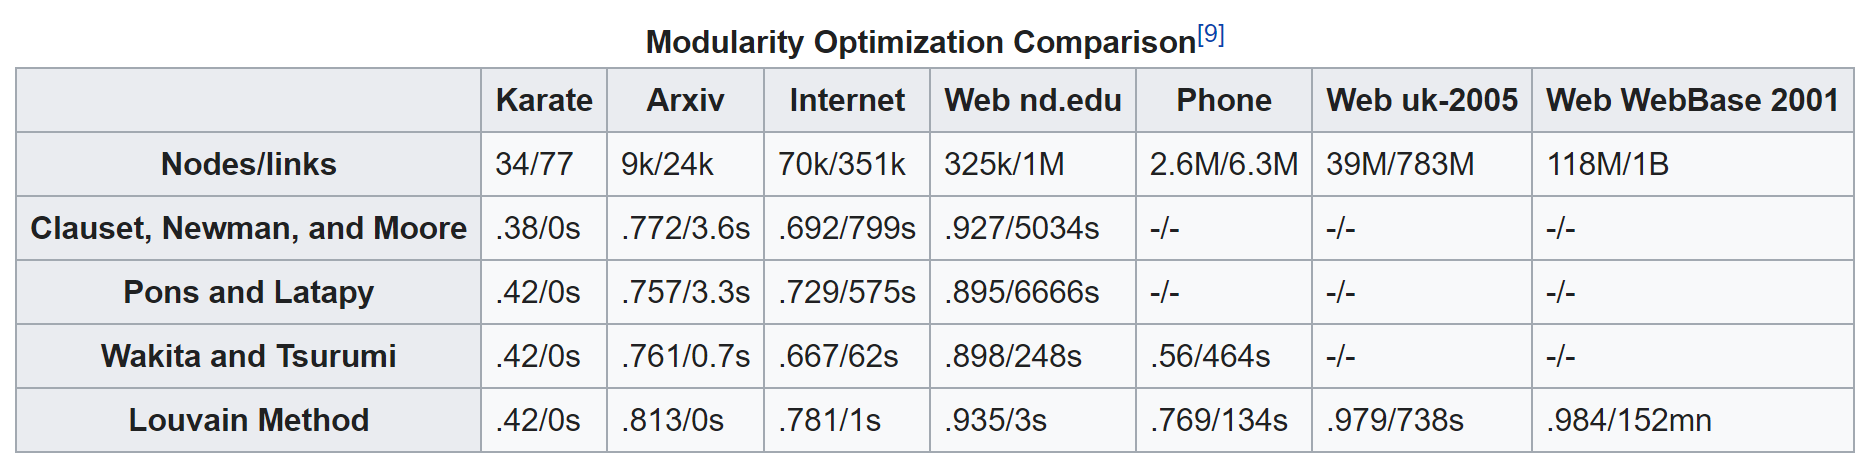 Modularity Optimization Comparison[9]
Karate Arxiv Internet Web nd.edu Phone Web uk-2005 Web WebBase 2001
Nodes/links 34/77 9k/24k 70k/351k 325k/1M 2.6M/6.3M 39M/783M 118M/1B
Clauset, Newman, and Moore .38/0s .772/3.6s .692/799s .927/5034s -/- -/- -/-
Pons and Latapy .42/0s .757/3.3s .729/575s .895/6666s -/- -/- -/-
Wakita and Tsurumi .42/0s .761/0.7s .667/62s .898/248s .56/464s -/- -/-
Louvain Method .42/0s .813/0s .781/1s .935/3s .769/134s .979/738s .984/152mn